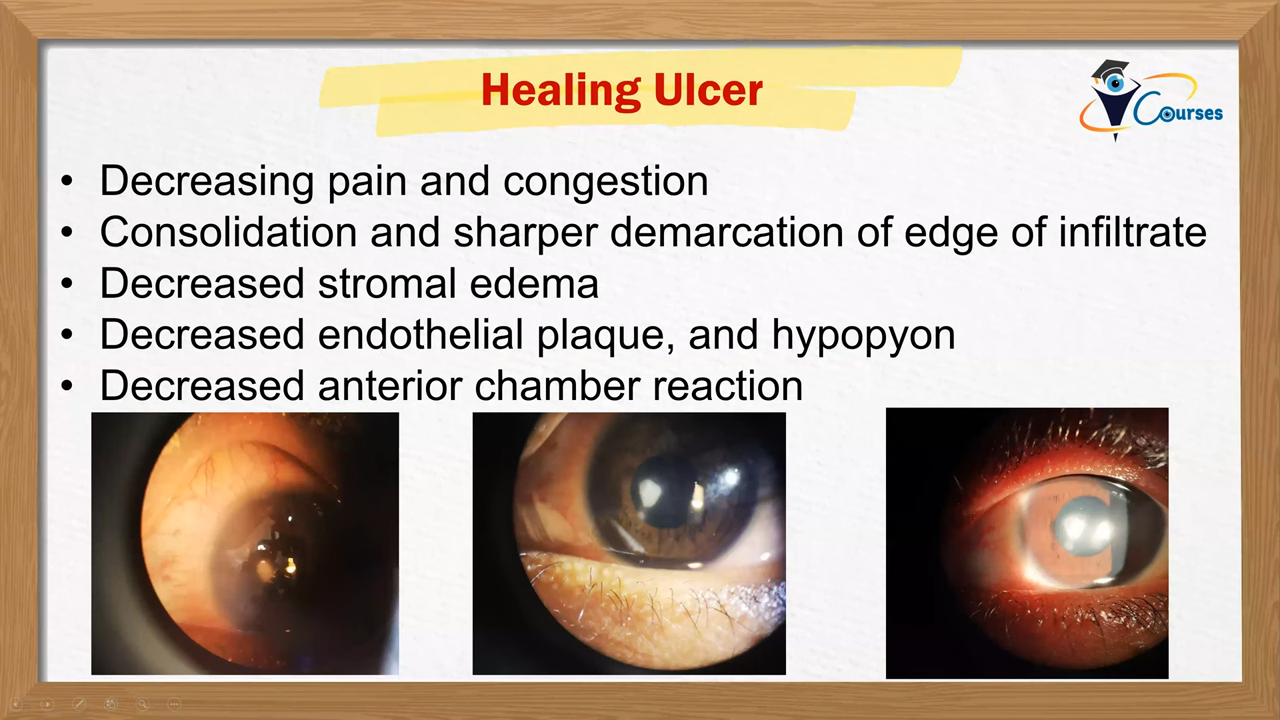 Healing Ulcer
Courses
• Decreasing pain and congestion
• Consolidation and sharper demarcation of edge of infiltrate
• Decreased stromal edema
• Decreased endothelial plaque, and hypopyon
• Decreased anterior chamber reaction